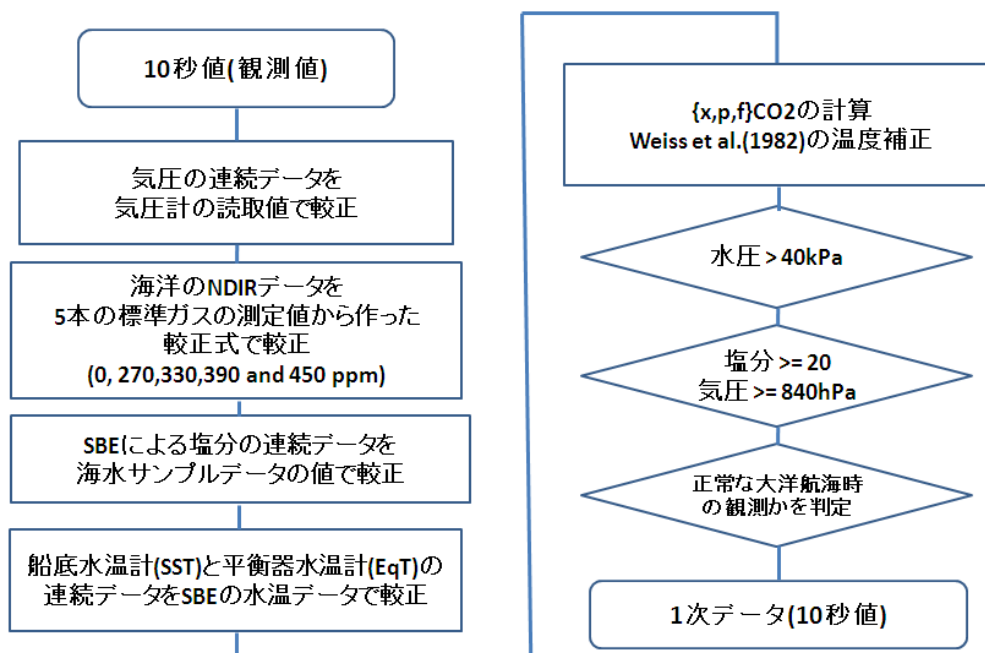 10秒値(観測値)
気圧の連続データを
気圧計の読取値で較正
海洋のNDIRデータを
5本の標準ガスの測定値から作った
較正式で較正
(0, 270,330,390 and 450 ppm)
SBEによる塩分の連続データを
海水サンプルデータの値で較正
船底水温計(SST)と平衡器水温計(EqT)の
連続データをSBEの水温データで較正
{x,p,f}CO2の計算
Weiss et al.(1982)の温度補正
水圧 > 40kPa
塩分 >= 20
気圧 >= 840hPa
正常な大洋航海時
の観測かを判定
1次データ(10秒値)